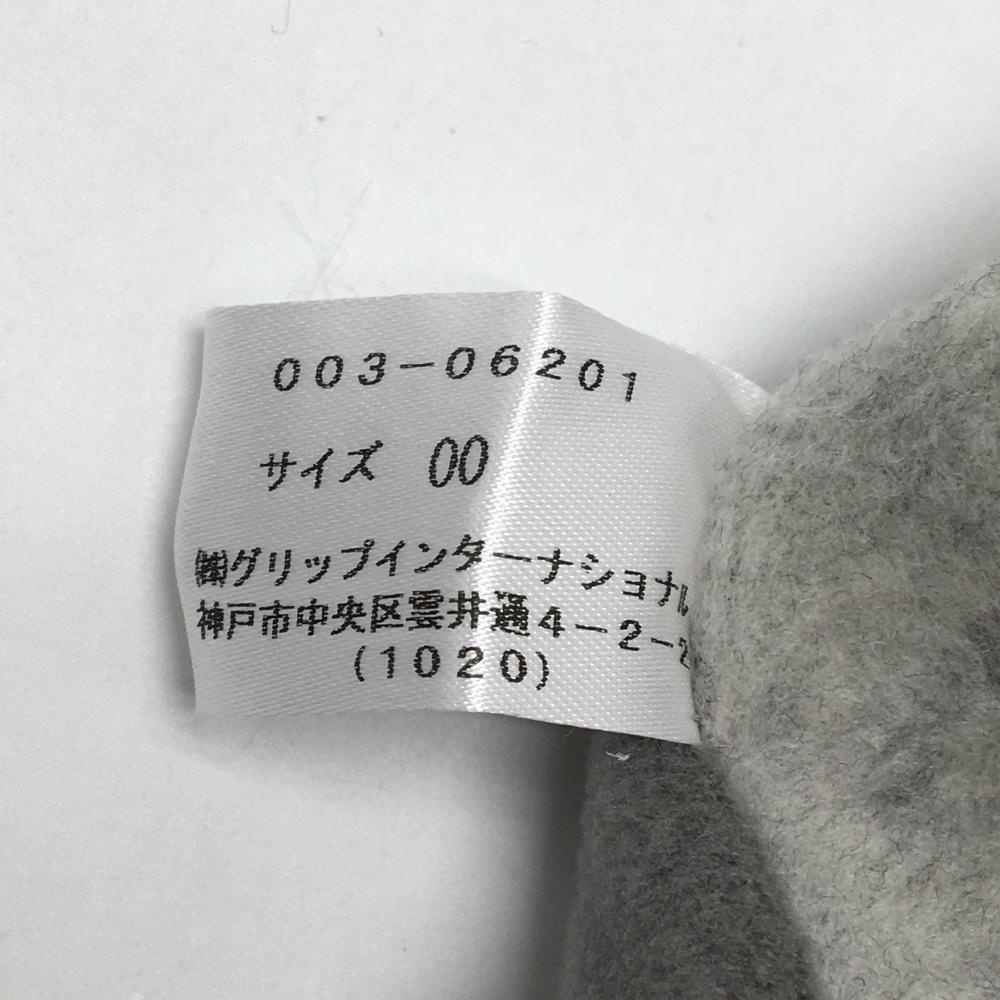 003-06201
サイズ 00
㈱グリップインターナショナル
神戸市中央区雲井通4-2-2
(1020)